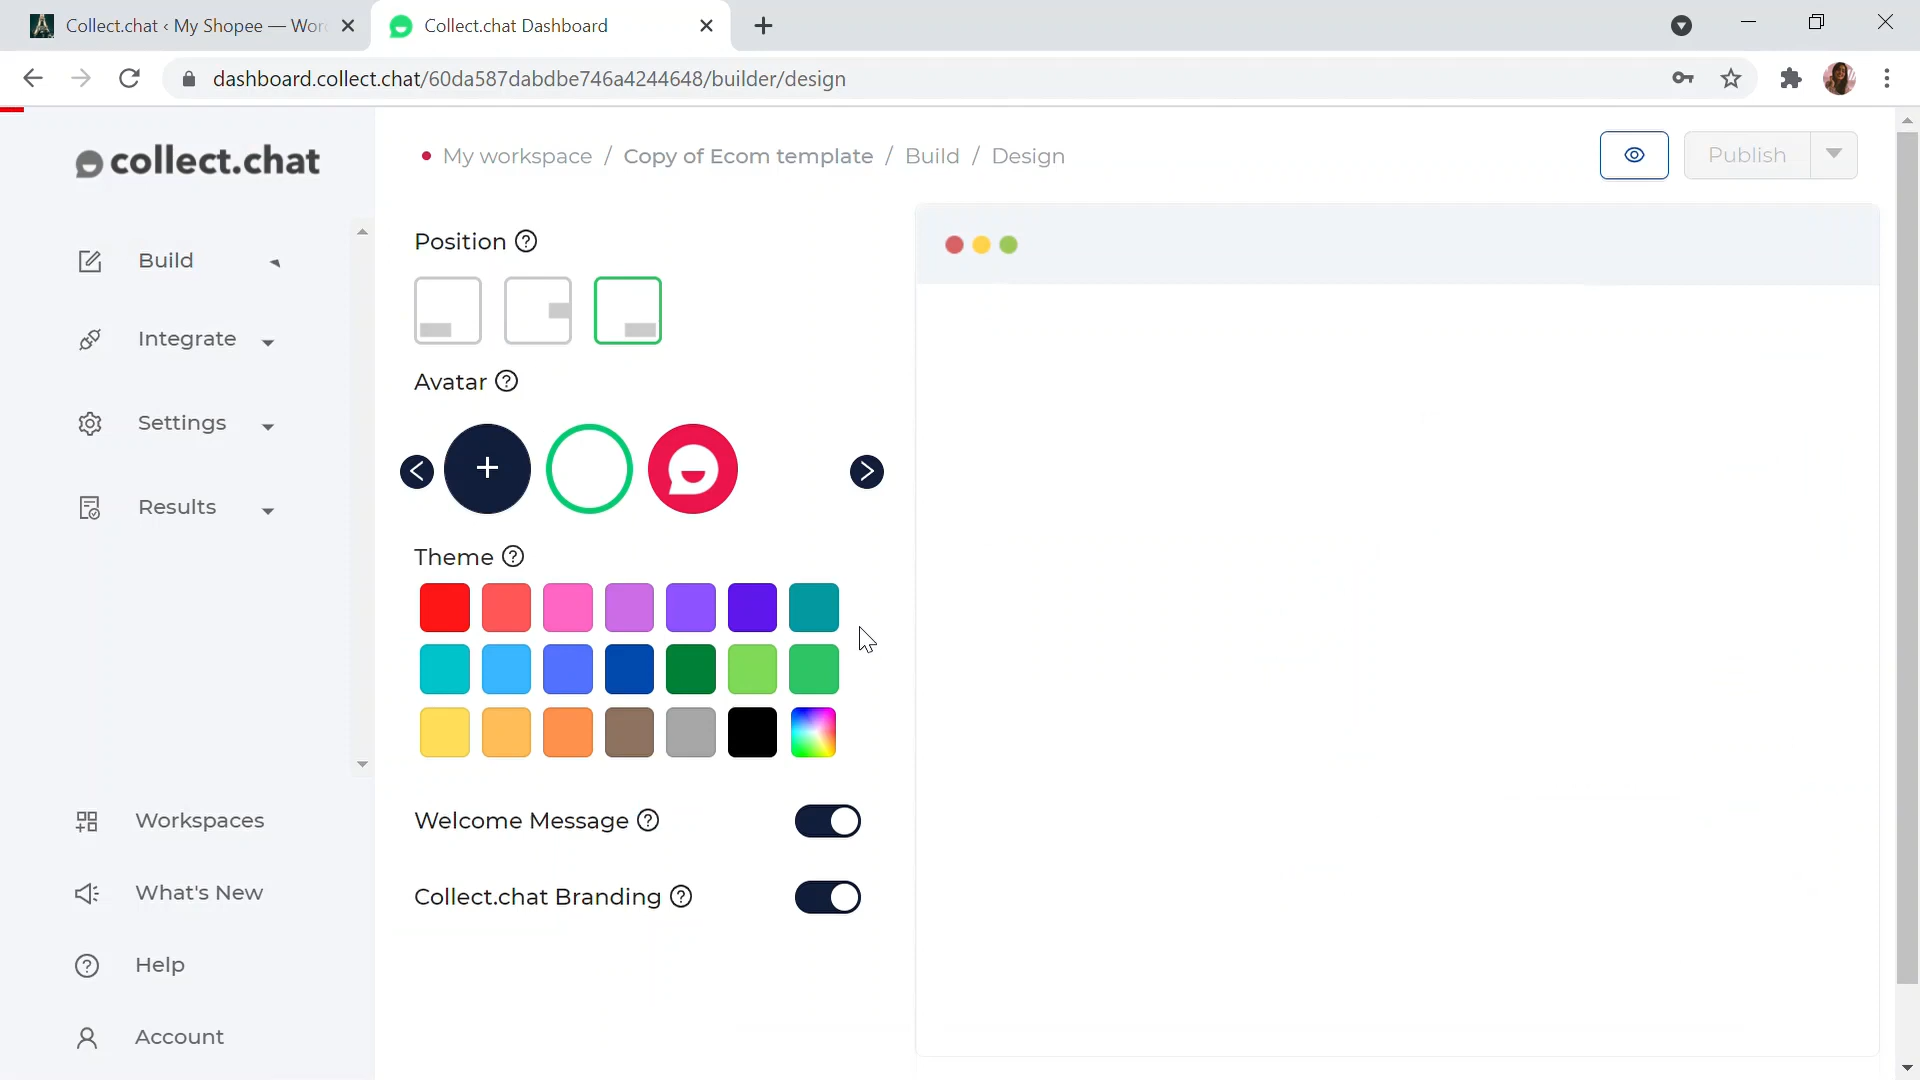 Collect.chat ‹ My Shopee — Wor
Collect.chat Dashboard
dashboard.collect.chat/60da587dabdbe746a4244648/builder/design
collect.chat
My workspace / Copy of Ecom template / Build / Design
Publish
Build
Integrate
Settings
Results
Workspaces
What's New
Help
Account
Position
Avatar
Theme
Welcome Message
Collect.chat Branding